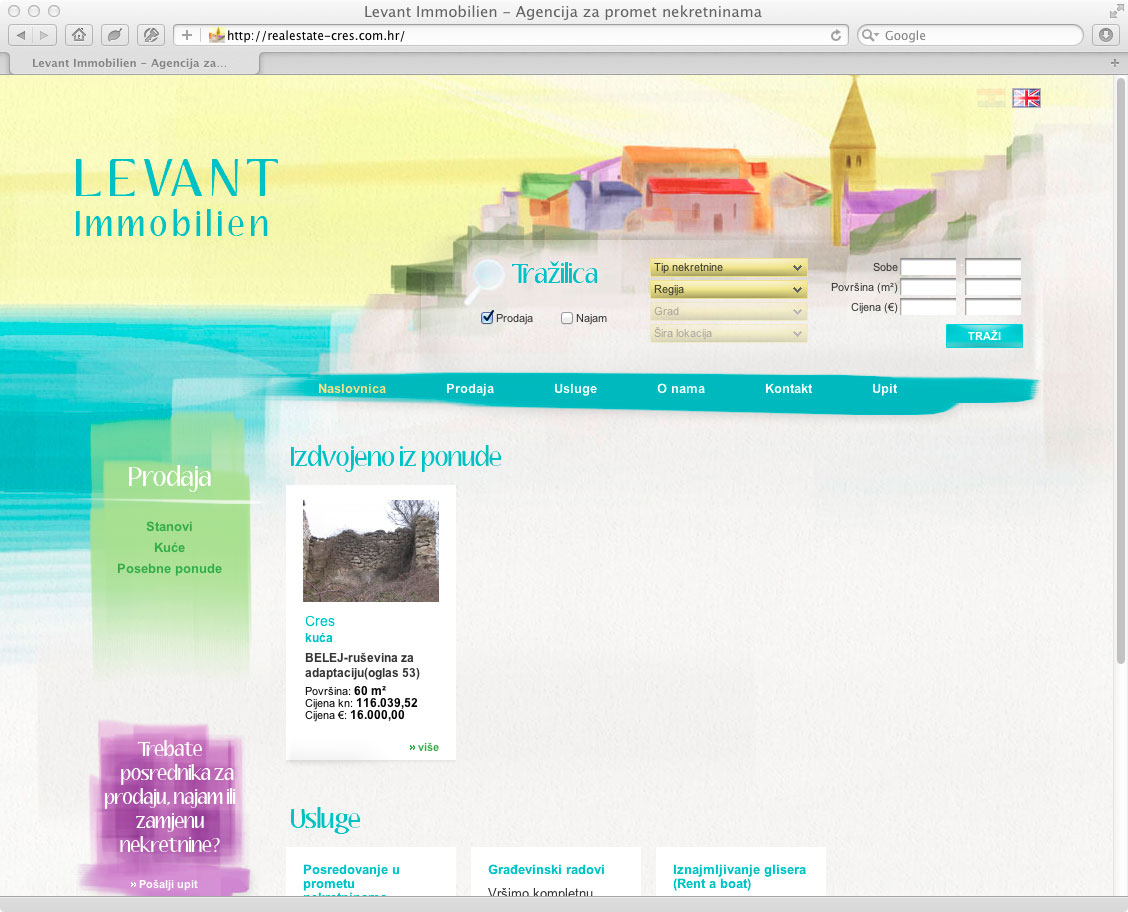 Levant Immobilien – Agencija za promet nekretninama
http://realestate-cres.com.hr/
Google
Levant Immobilien – Agencija za...
LEVANT
Immobilien
Tražilica
Prodaja
Najam
Tip nekretnine
Regija
Grad
Šira lokacija
Sobe
Površina (m²)
Cijena (€)
TRAŽI
Naslovnica Prodaja Usluge O nama Kontakt Upit
Prodaja
Stanovi
Kuće
Posebne ponude
Trebate
posrednika za
prodaju, najam ili
zamjenu
nekretnine?
» Pošalji upit
Izdvojeno iz ponude
Cres
kuća
BELEJ-ruševina za
adaptaciju(oglas 53)
Površina: 60 m²
Cijena kn: 116.039,52
Cijena €: 16.000,00
» više
Usluge
Posredovanje u
prometu
nekretninama
Građevinski radovi
Vršimo kompletnu
Iznajmljivanje glisera
(Rent a boat)